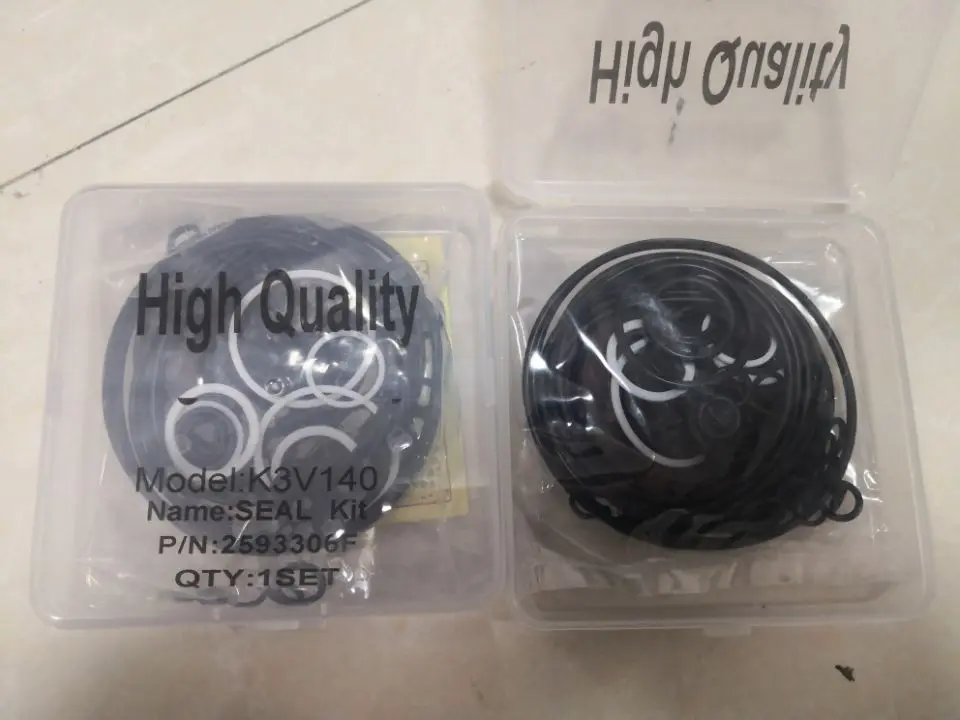 High Quality
High Quality
Model:K3V140
Name:SEAL Kit
P/N:2593306F
QTY:1SET